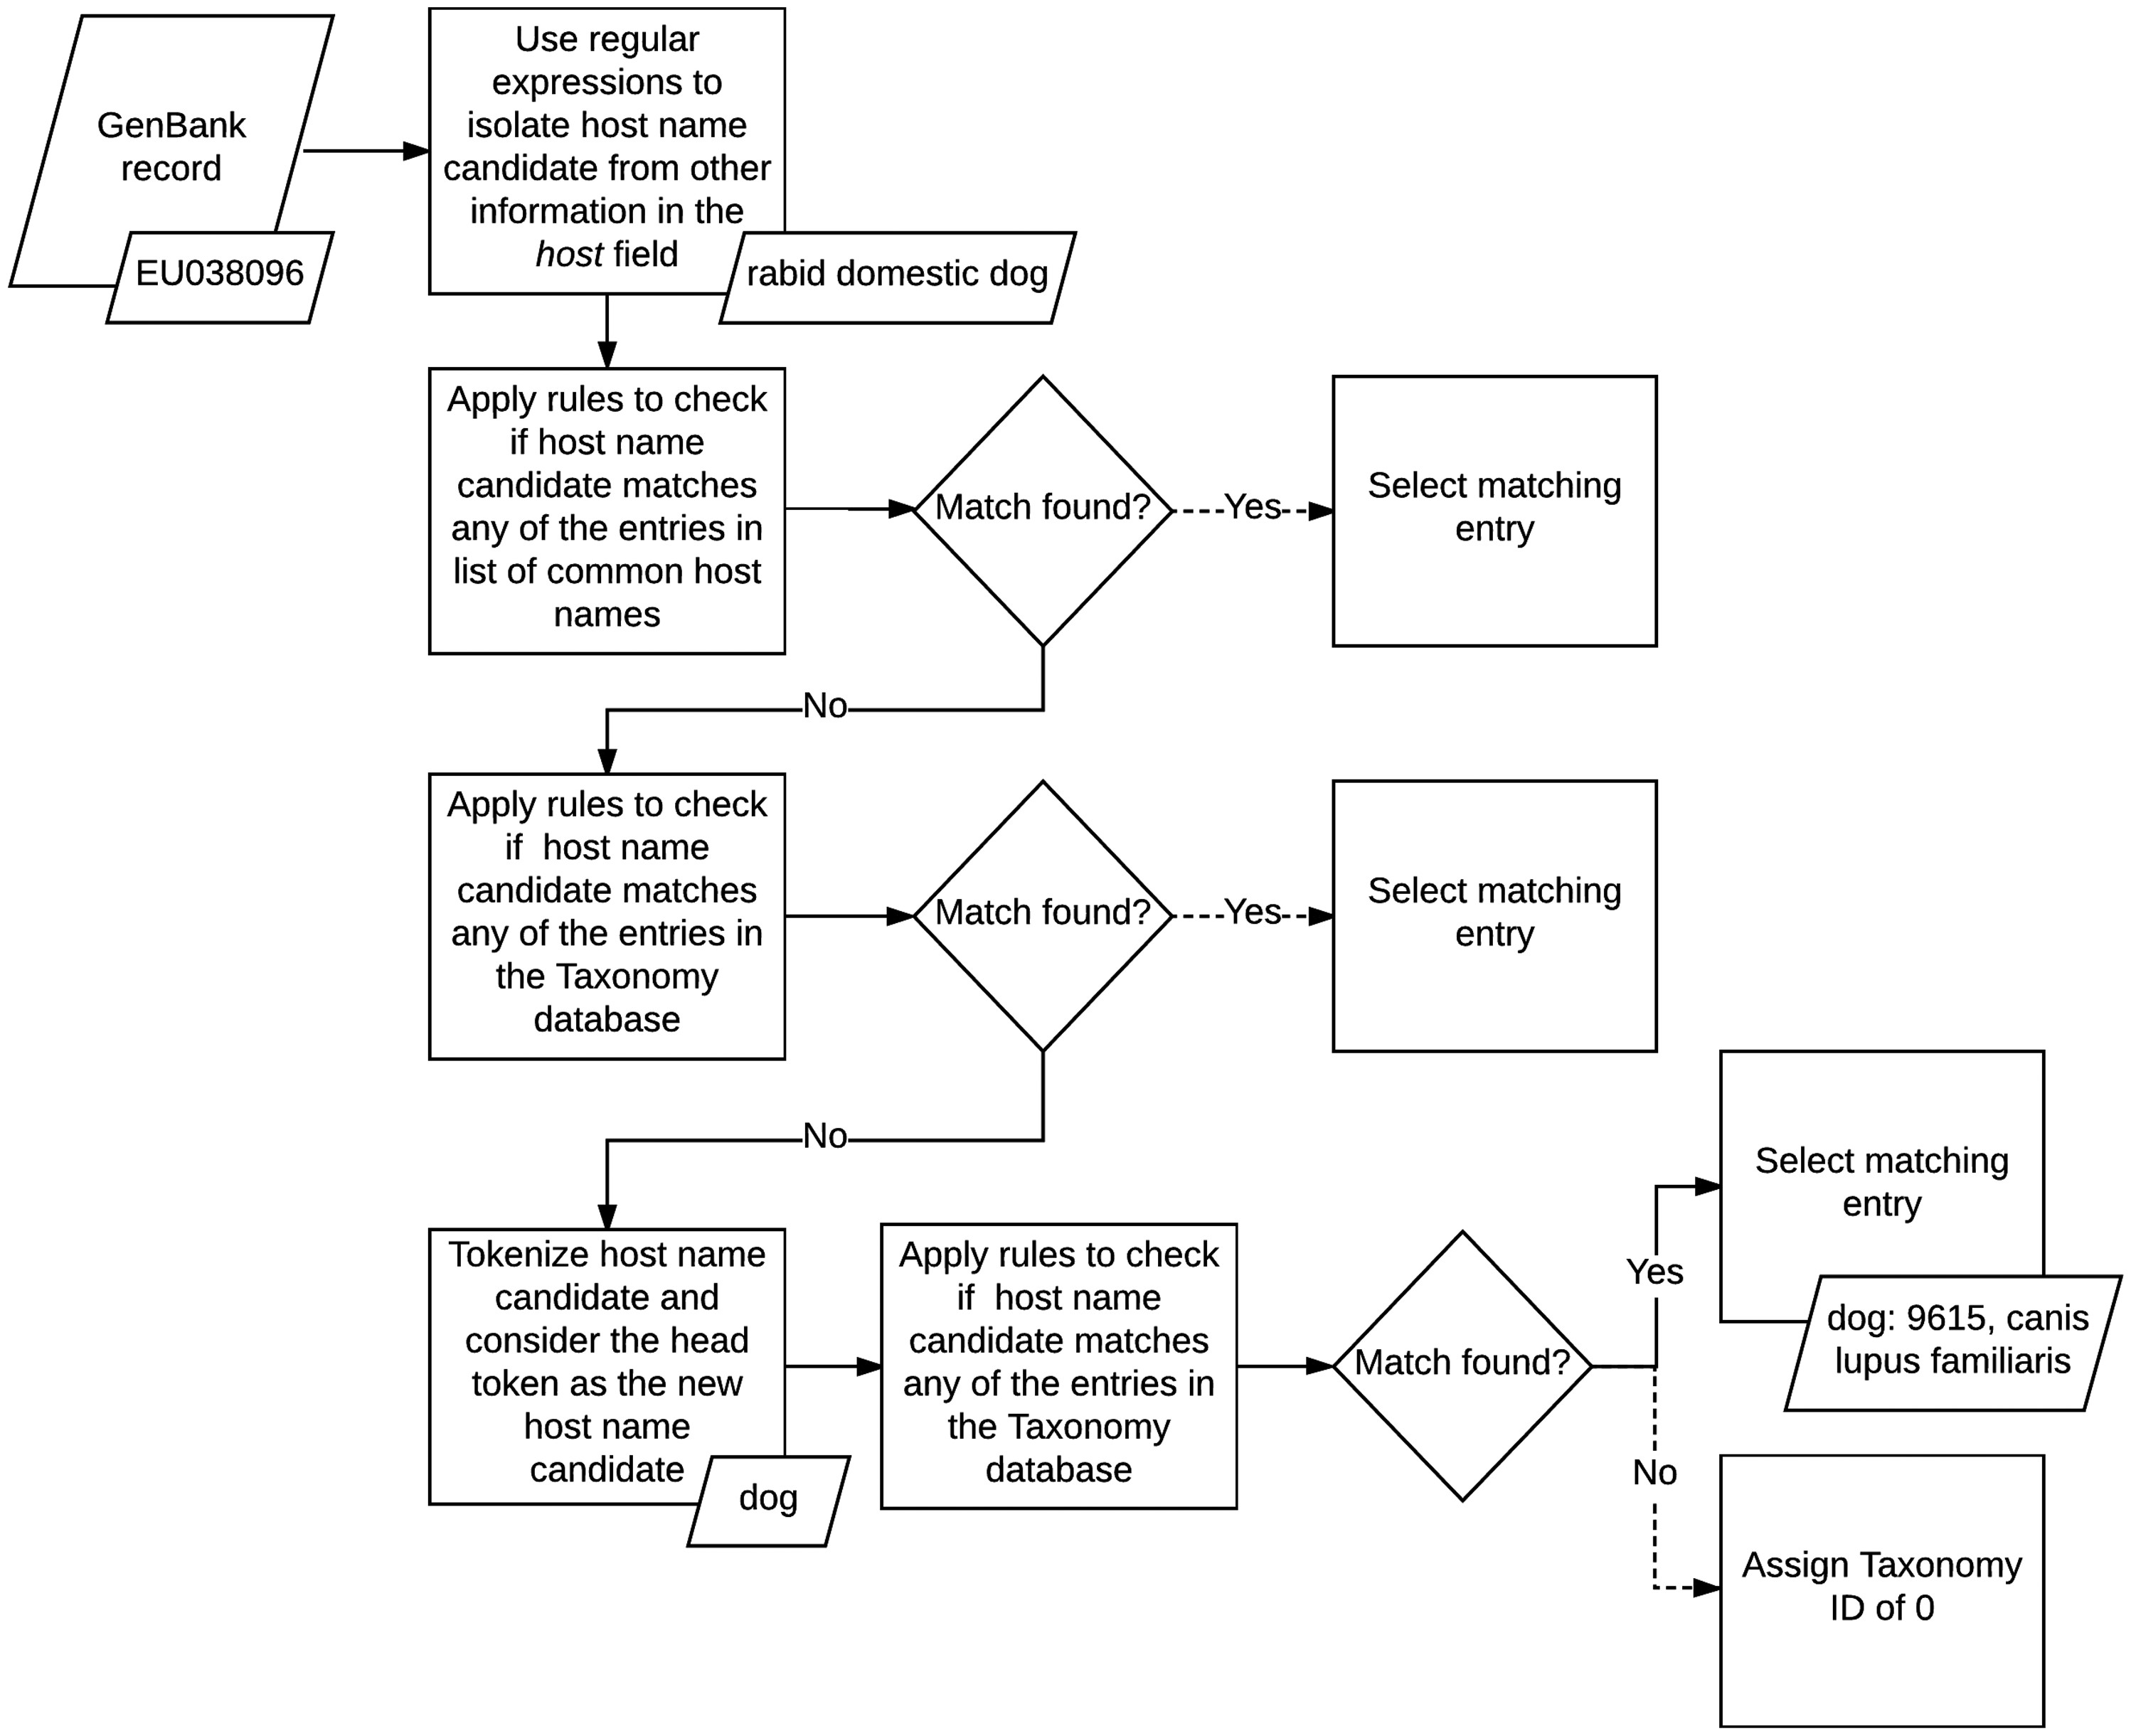 GenBank
record
EU038096
Use regular
expressions to
isolate host name
candidate from other
information in the
host field
rabid domestic dog
Apply rules to check
if host name
candidate matches
any of the entries in
list of common host
names
Match found?
Yes
Select matching
entry
No
Apply rules to check
if  host name
candidate matches
any of the entries in
the Taxonomy
database
Match found?
Yes
Select matching
entry
No
Tokenize host name
candidate and
consider the head
token as the new
host name
candidate
dog
Apply rules to check
if  host name
candidate matches
any of the entries in
the Taxonomy
database
Match found?
Yes
Select matching
entry
dog: 9615, canis
lupus familiaris
No
Assign Taxonomy
ID of 0